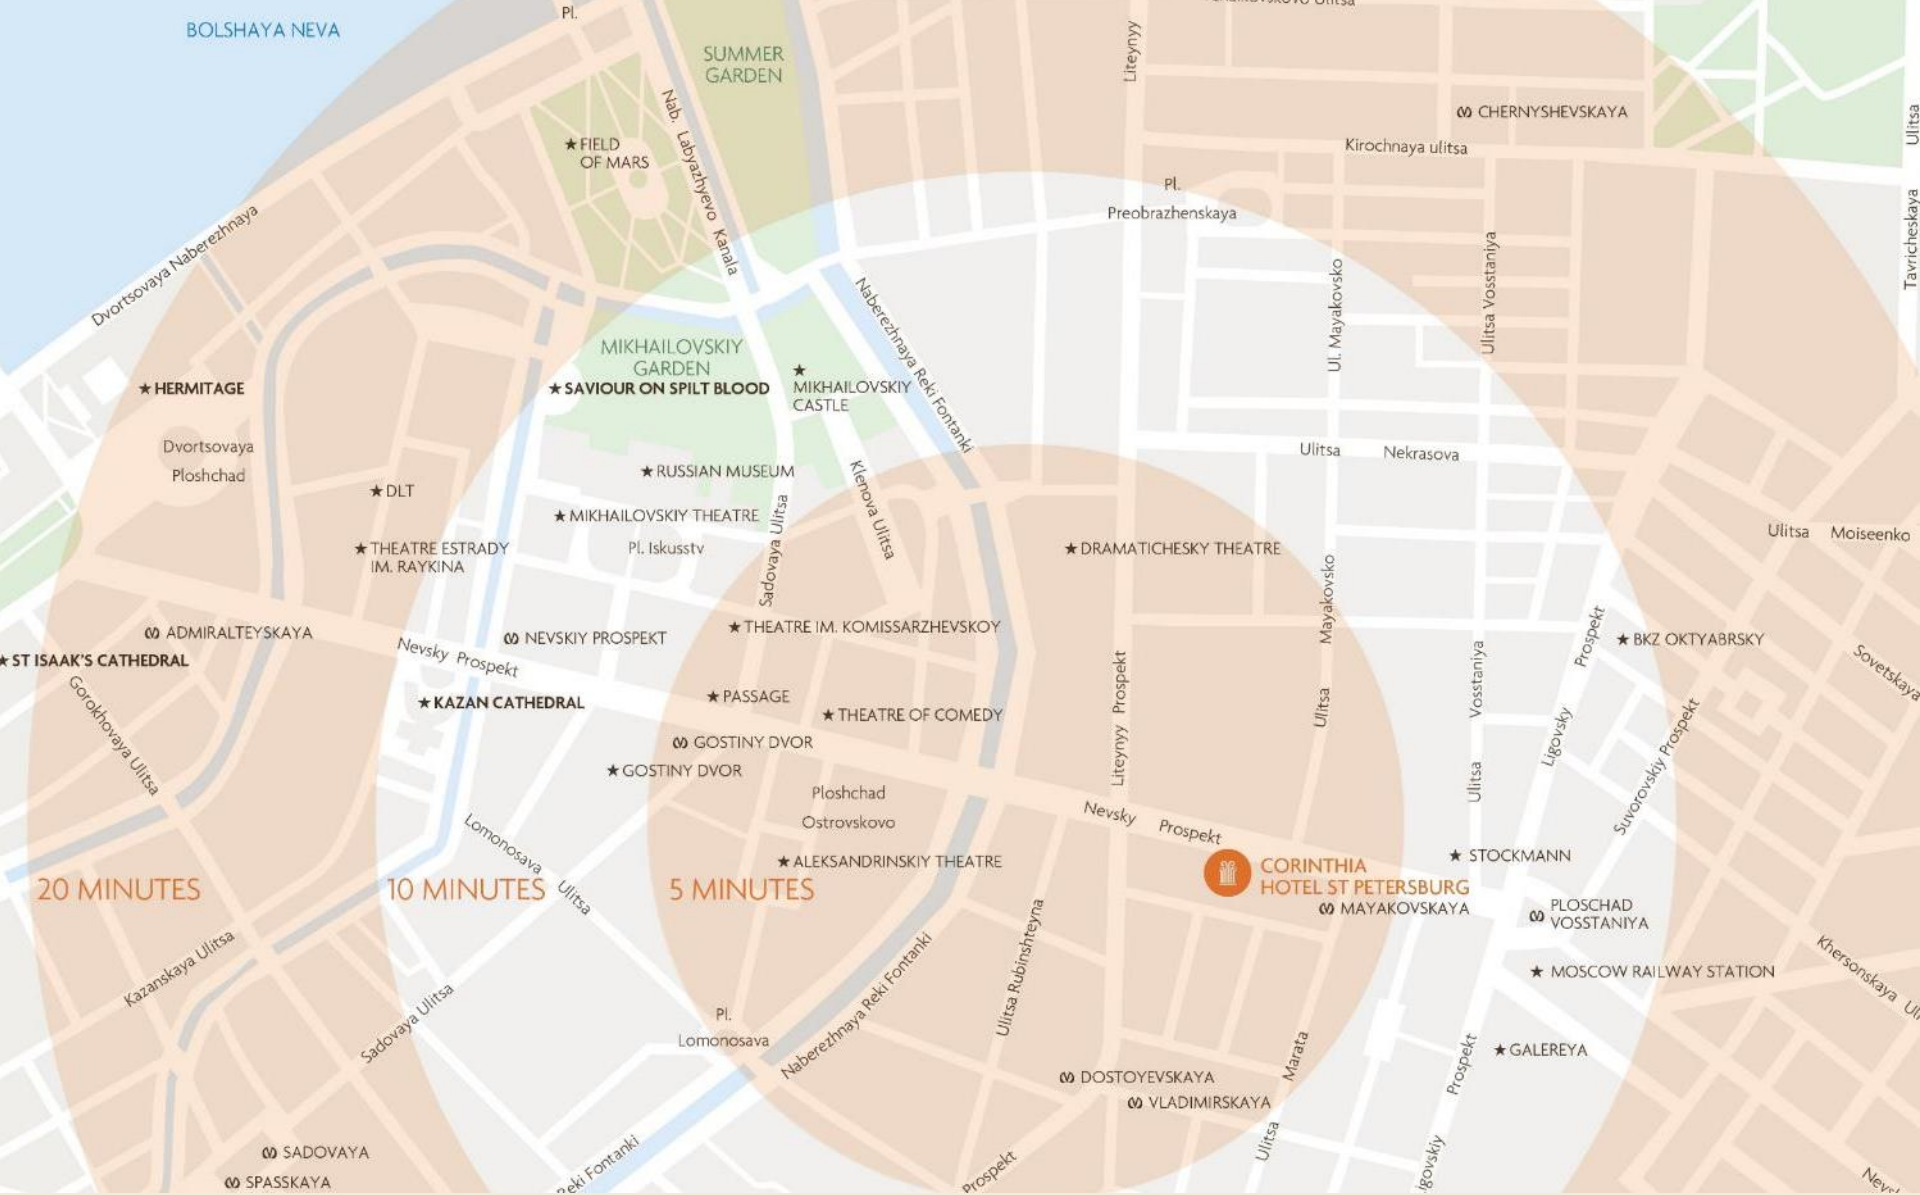 Pl.
BOLSHAYA NEVA
SUMMER
GARDEN
Liteynyy
Nab. Labyazhyevo Kanala
CHERNYSHEVSKAYA
Ulitsa
FIELD
OF MARS
Kirochnaya ulitsa
Pl.
Preobrazhenskaya
Tavricheskaya
Dvortsovaya Naberezhnaya
Ul. Mayakovsko
Ulitsa Vosstaniya
Naberezhnaya Reki Fontanki
MIKHAILOVSKIY
GARDEN
HERMITAGE
SAVIOUR ON SPILT BLOOD
MIKHAILOVSKIY
CASTLE
Dvortsovaya
Ploshchad
Ulitsa Nekrasova
RUSSIAN MUSEUM
DLT
Klenova Ulitsa
MIKHAILOVSKIY THEATRE
Sadovaya Ulitsa
Ulitsa Moiseenko
THEATRE ESTRADY
IM. RAYKINA
Pl. Iskusstv
DRAMATICHESKY THEATRE
Ulitsa Mayakovsko
ADMIRALTEYSKAYA
NEVSKIY PROSPEKT
THEATRE IM. KOMISSARZHEVSKOY
Ligovsky Prospekt
BKZ OKTYABRSKY
ST ISAAK'S CATHEDRAL
Nevsky Prospekt
Sovetskaya
Gorokhovaya Ulitsa
KAZAN CATHEDRAL
PASSAGE
THEATRE OF COMEDY
Liteynyy Prospekt
Ulitsa Vosstaniya
Suvorovskiy Prospekt
GOSTINY DVOR
GOSTINY DVOR
Ploshchad
Ostrovskovo
Nevsky Prospekt
Lomonosava Ulitsa
ALEKSANDRINSKIY THEATRE
STOCKMANN
CORINTHIA
HOTEL ST PETERSBURG
20 MINUTES
10 MINUTES
5 MINUTES
MAYAKOVSKAYA
PLOSCHAD
VOSSTANIYA
Kazanskaya Ulitsa
Ulitsa Rubinshteyna
Khersonskaya
MOSCOW RAILWAY STATION
Sadovaya Ulitsa
Naberezhnaya Reki Fontanki
Pl.
Lomonosava
GALEREYA
Ulitsa Marata
Prospekt
DOSTOYEVSKAYA
VLADIMIRSKAYA
SADOVAYA
SPASSKAYA
Reki Fontanki
Prospekt